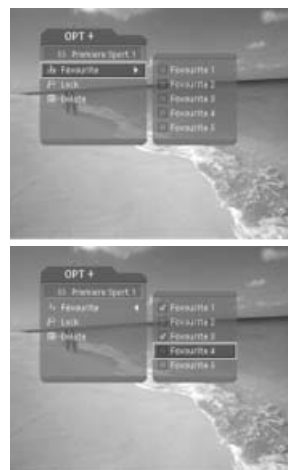 OPT +
Premiere Sport 1
Favourite
Lock
Delete
Favourite 1
Favourite 2
Favourite 3
Favourite 4
Favourite 5
OPT +
Premiere Sport 1
Favourite
Lock
Delete
Favourite 1
Favourite 2
Favourite 3
Favourite 4
Favourite 5